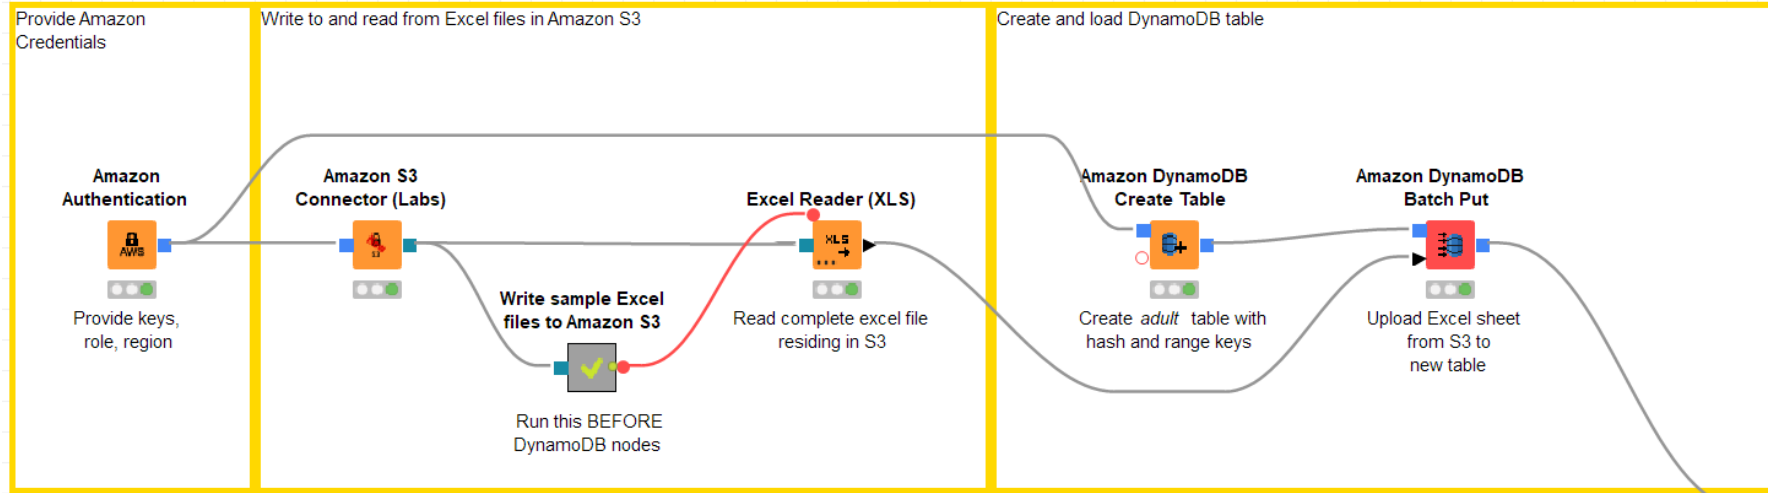 Provide Amazon
Credentials
Write to and read from Excel files in Amazon S3
Create and load DynamoDB table
Amazon
Authentication
AWS
Provide keys,
role, region
Amazon S3
Connector (Labs)
Write sample Excel
files to Amazon S3
Run this BEFORE
DynamoDB nodes
Excel Reader (XLS)
XLS
Read complete excel file
residing in S3
Amazon DynamoDB
Create Table
Create adult table with
hash and range keys
Amazon DynamoDB
Batch Put
Upload Excel sheet
from S3 to
new table